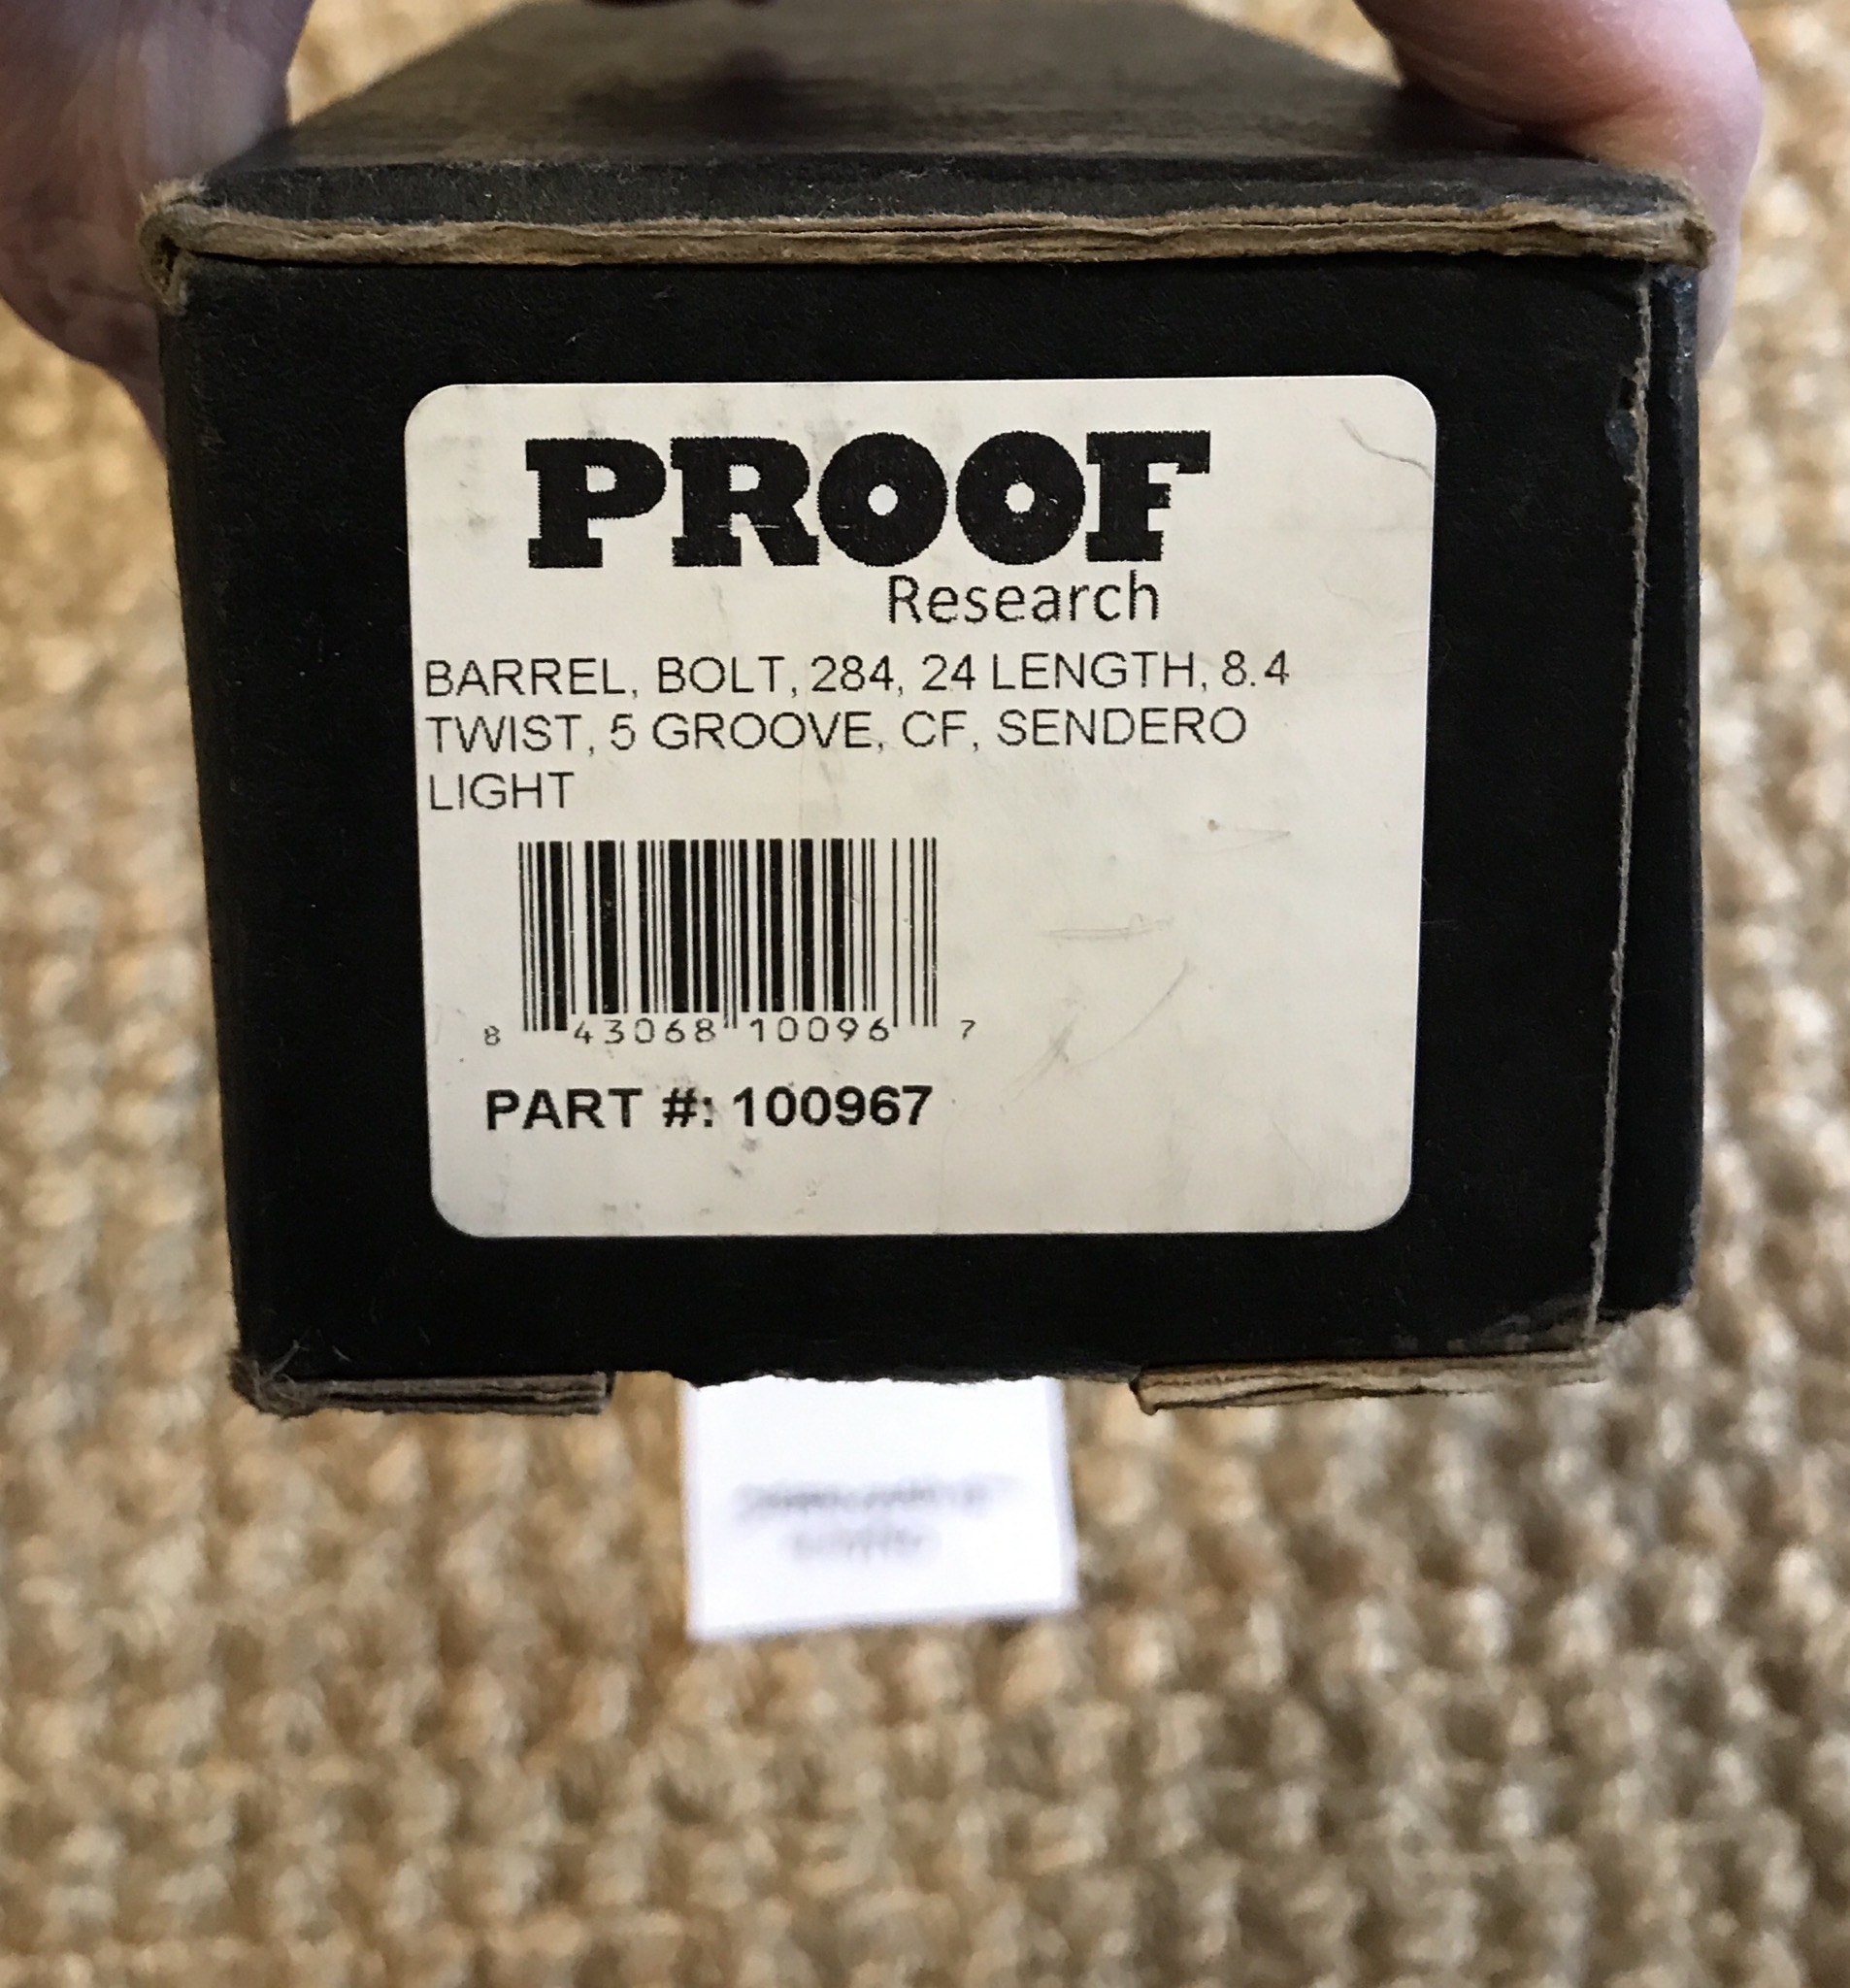 PROOF
Research
BARREL, BOLT, 284, 24 LENGTH, 8.4
TWIST, 5 GROOVE, CF, SENDERO
LIGHT
8 43068 10096 7
PART #: 100967